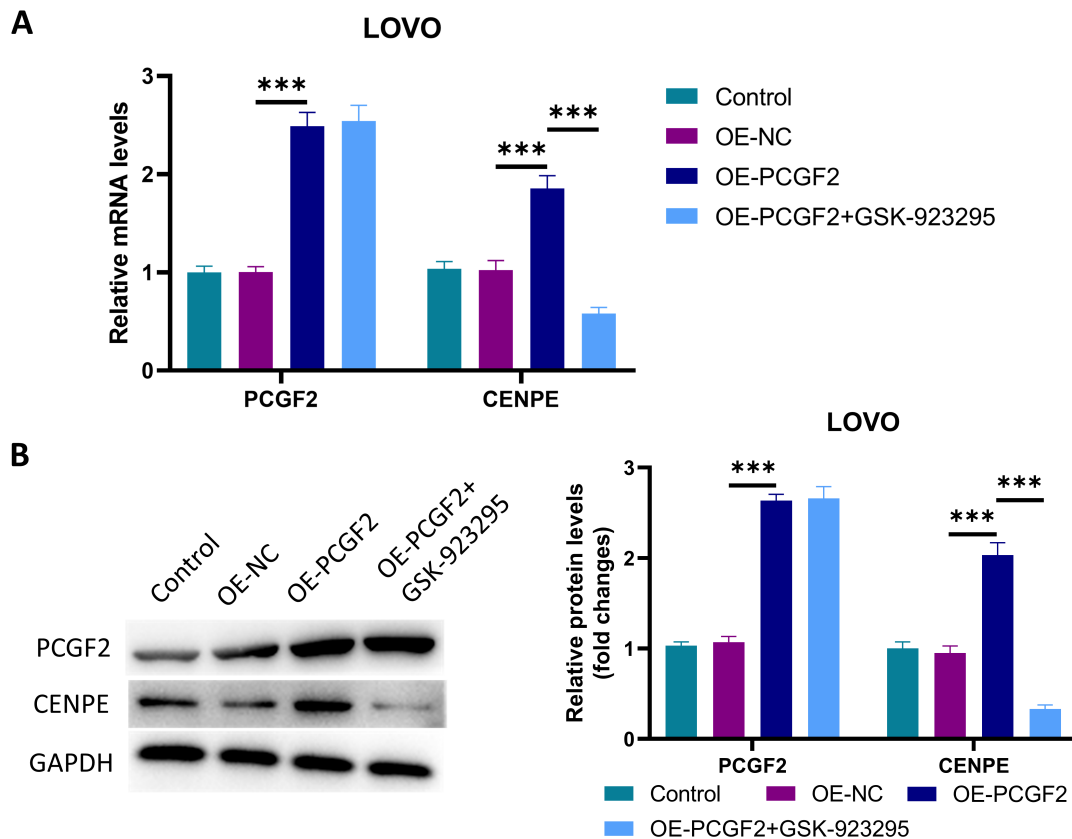 A
LOVO
Relative mRNA levels
3
2
1
0
***
***
***
PCGF2
CENPE
Control
OE-NC
OE-PCGF2
OE-PCGF2+GSK-923295
B
Control
OE-NC
OE-PCGF2
OE-PCGF2+
GSK-923295
PCGF2
CENPE
GAPDH
LOVO
Relative protein levels
(fold changes)
3
2
1
0
***
***
***
PCGF2
CENPE
Control
OE-NC
OE-PCGF2
OE-PCGF2+GSK-923295